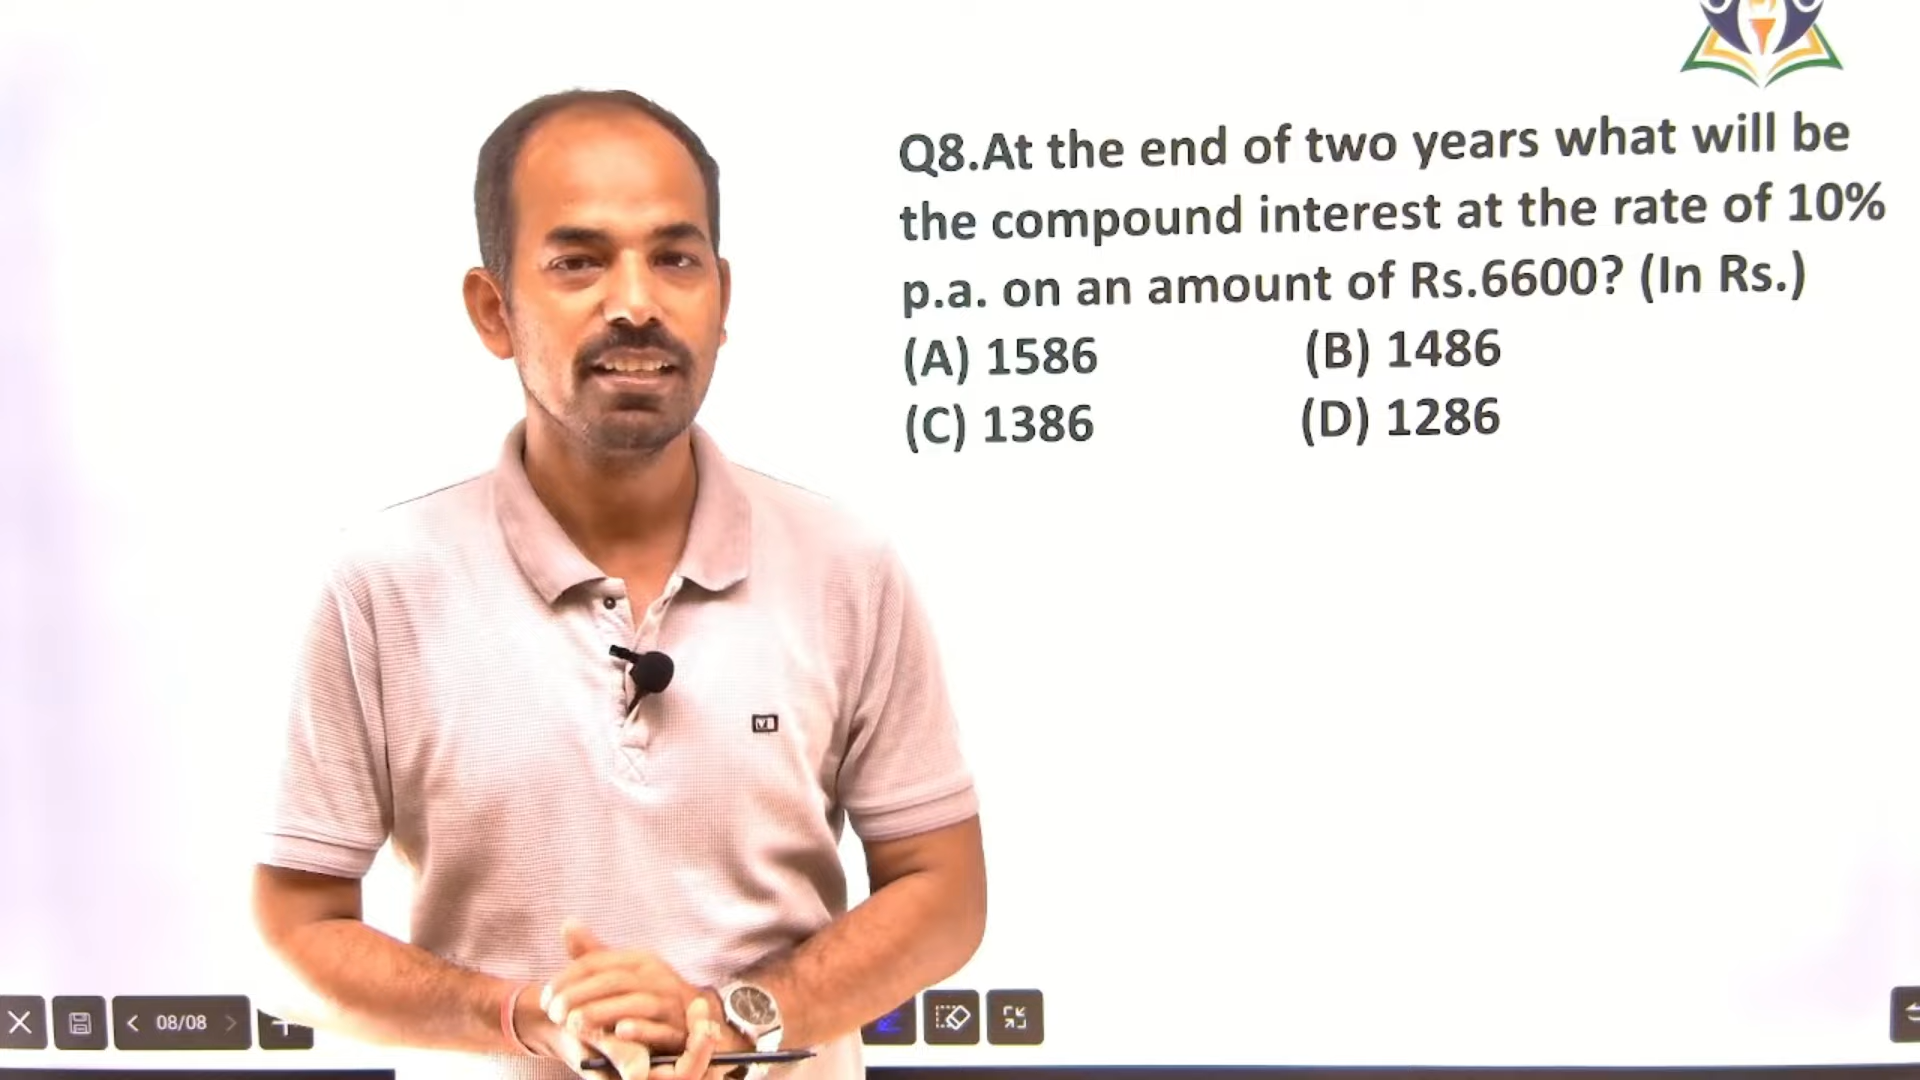 Q8.At the end of two years what will be
the compound interest at the rate of 10%
p.a. on an amount of Rs.6600? (In Rs.)
(A) 1586 (B) 1486
(C) 1386 (D) 1286
08/08